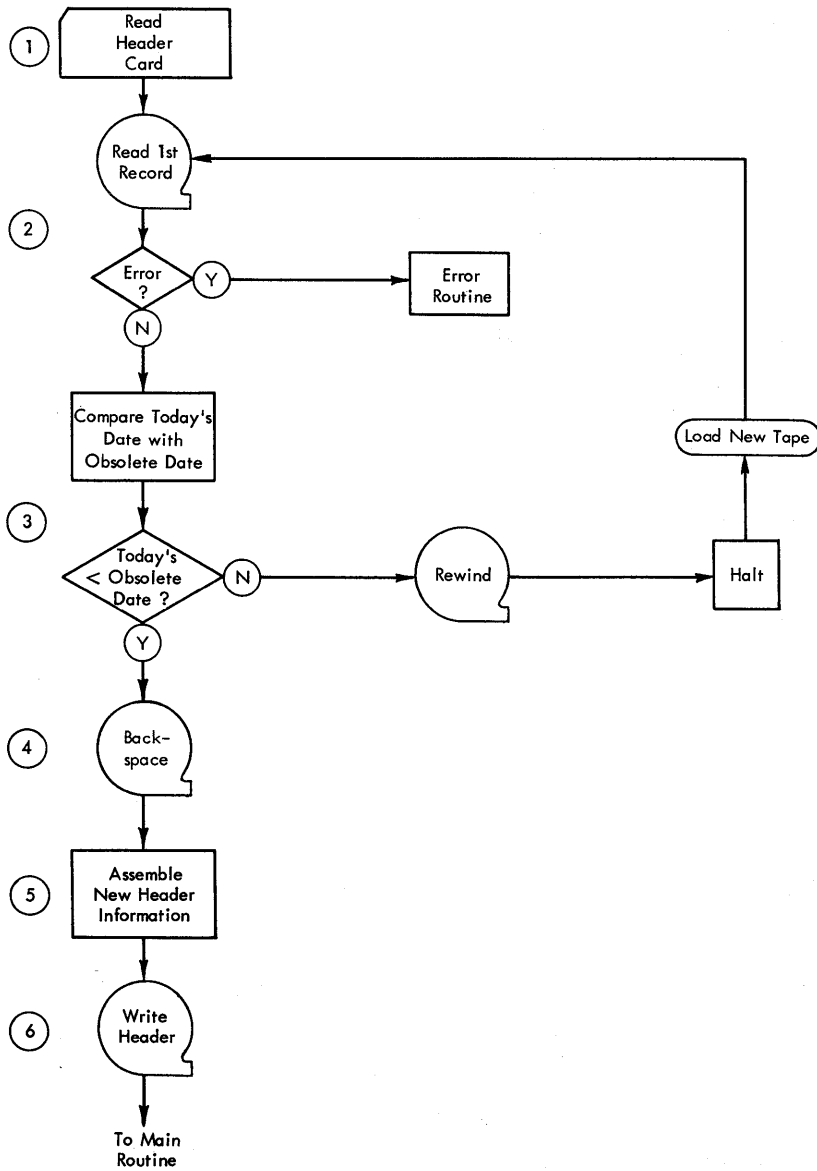 1
Read
Header
Card
Read 1st
Record
2
Error
?
Y
Error
Routine
N
Compare Today's
Date with
Obsolete Date
Load New Tape
3
Today's
< Obsolete
Date ?
N
Rewind
Halt
Y
4
Back-
space
5
Assemble
New Header
Information
6
Write
Header
To Main
Routine